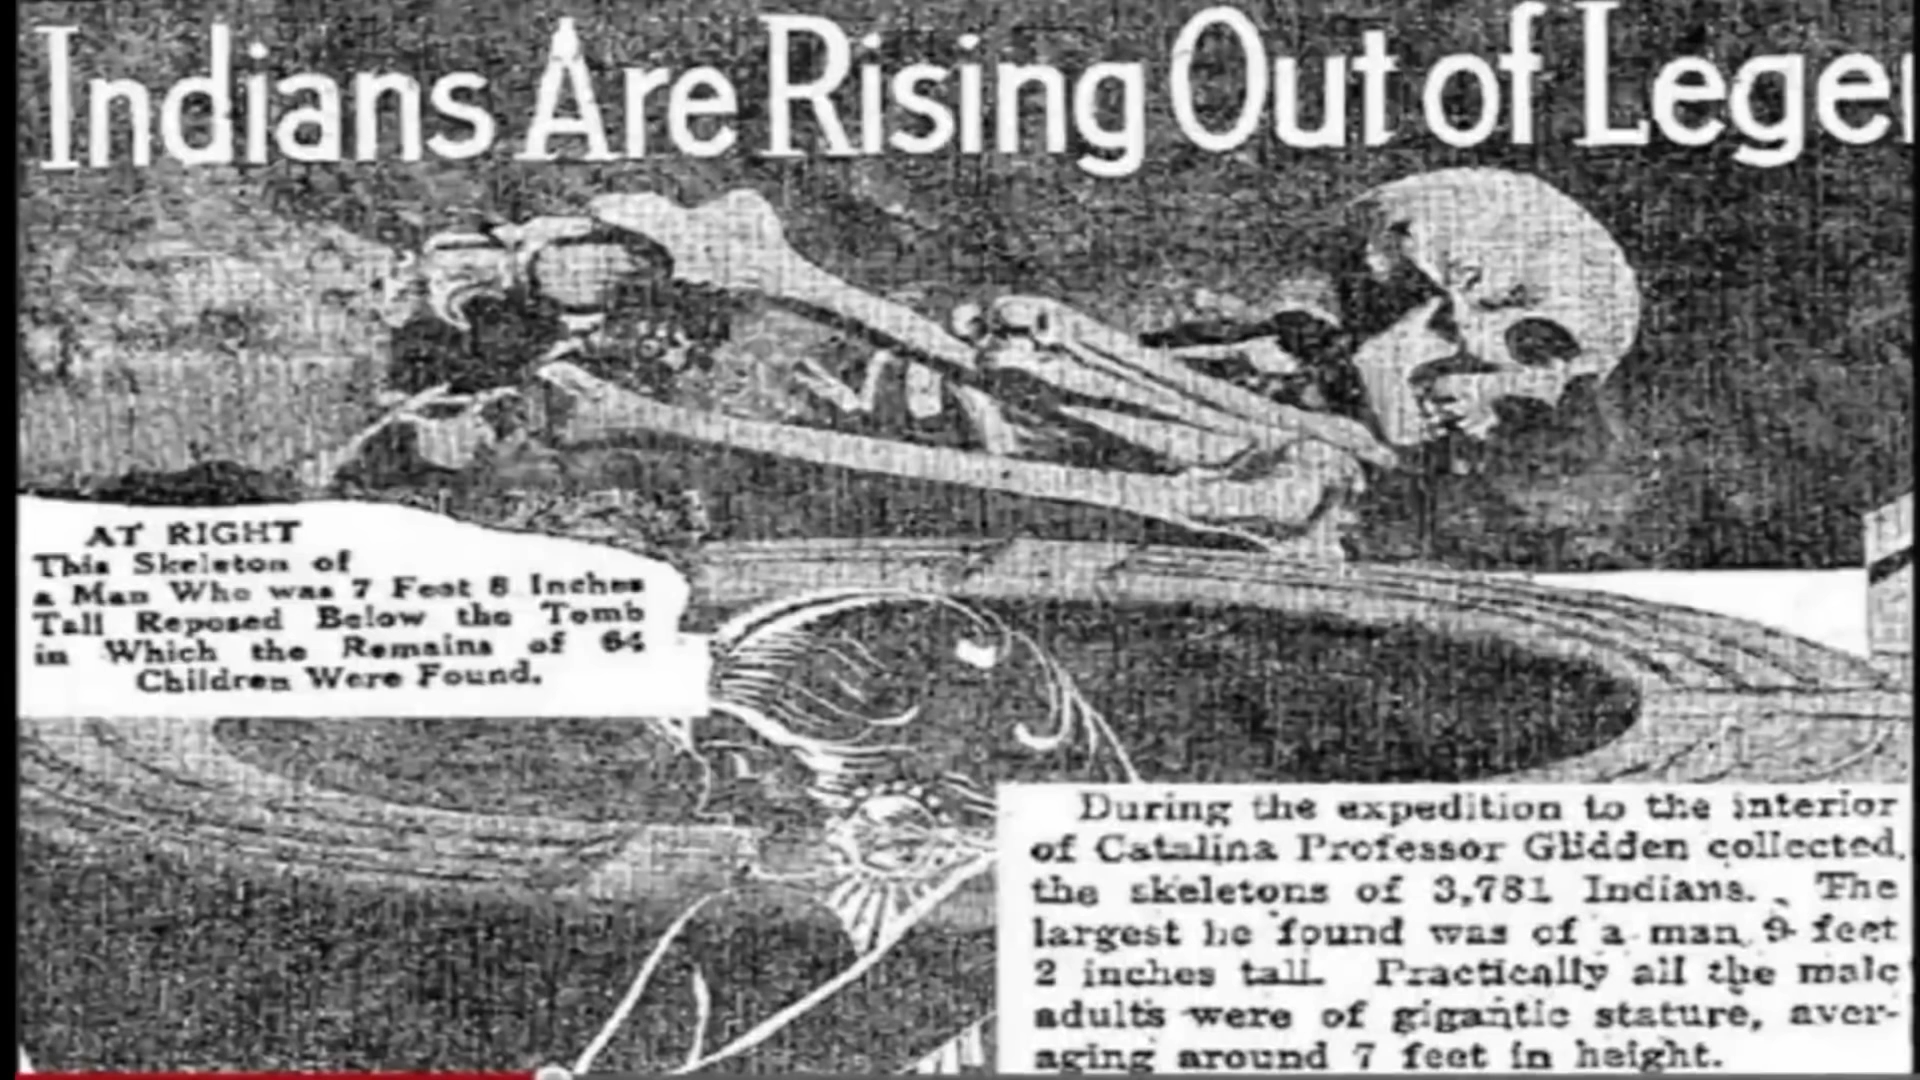 Indians Are Rising Out of Lege
AT RIGHT
This Skeleton of
a Man Who was 7 Feet 8 Inches
Tall Reposed Below the Tomb
in Which the Remains of 64
Children Were Found.
During the expedition to the interior
of Catalina Professor Glidden collected
the skeletons of 3,781 Indians. The
largest he found was of a man 9 feet
2 inches tall. Practically all the male
adults were of gigantic stature, aver-
aging around 7 feet in height.